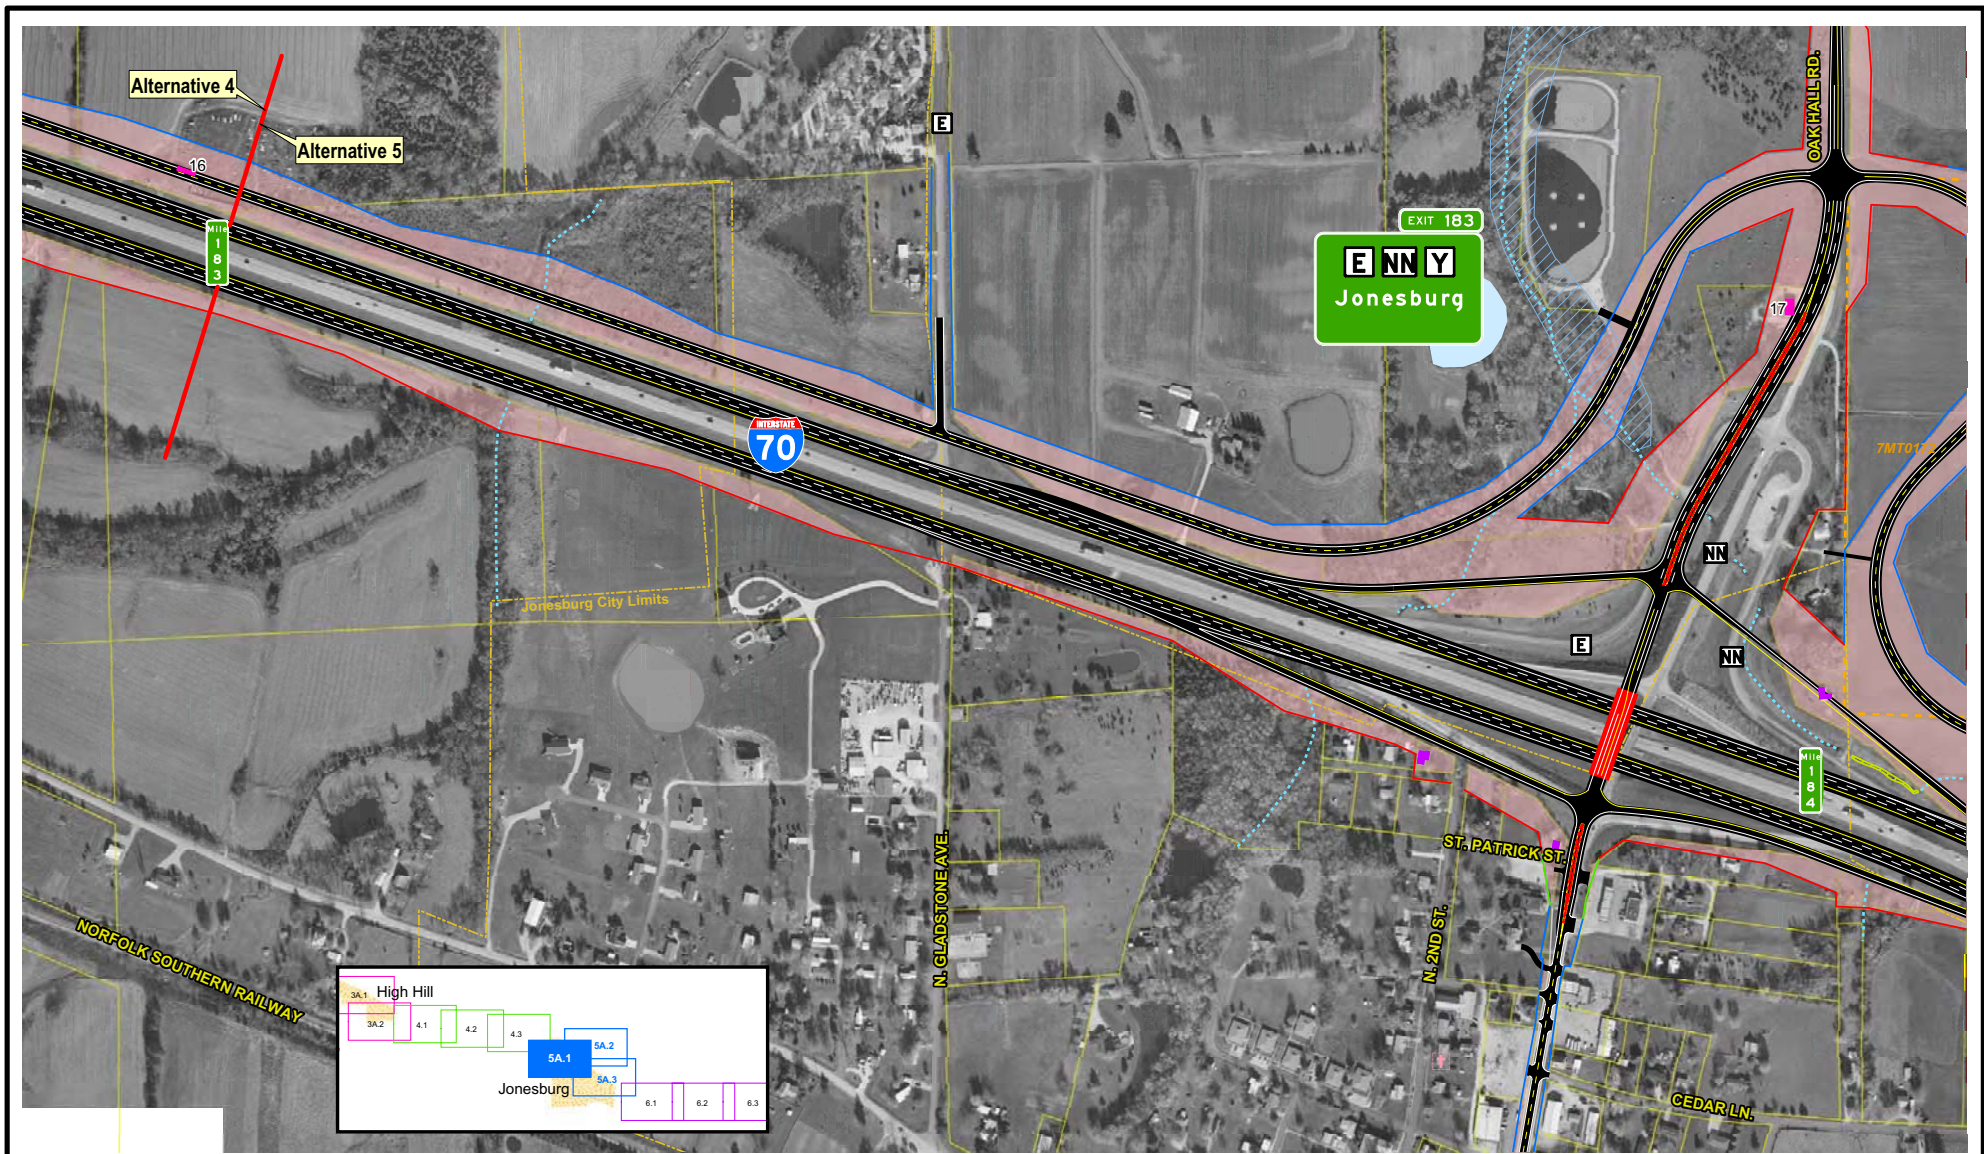 Alternative 4
Alternative 5
16
Mile
1
8
3
E
OAK HALL RD.
EXIT 183
E NN Y
Jonesburg
17
INTERSTATE
70
NN
E
NN
Jonesburg City Limits
Mile
1
8
4
ST. PATRICK ST.
N. GLADSTONE AVE.
N. 2ND ST.
NORFOLK SOUTHERN RAILWAY
CEDAR LN.
3A.1
High Hill
3A.2
4.1
4.2
4.3
5A.1
5A.2
5A.3
Jonesburg
6.1
6.2
6.3